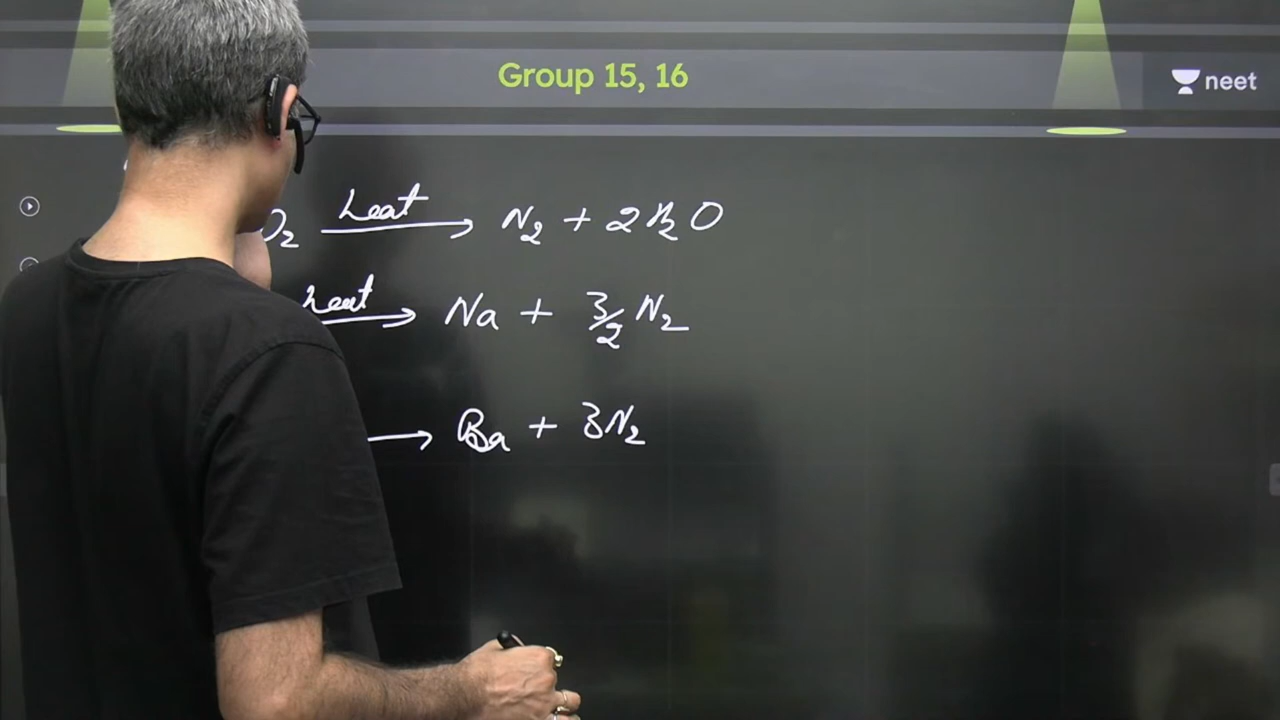 Group 15, 16
neet
O₂ heat → N₂ + 2H₂O
heat → Na + 3/2 N₂
→ Ba + 3N₂